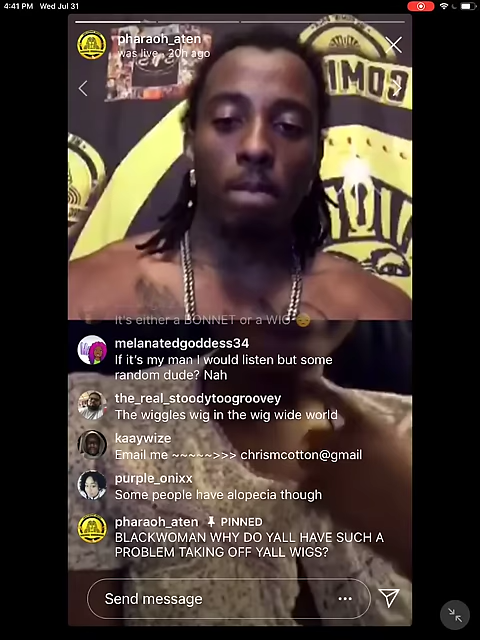 4:41 PM Wed Jul 31
pharaoh_aten
was live · 20h ago
It's either a BONNET or a WIG😔
melanatedgoddess34
If it's my man I would listen but some
random dude? Nah
the_real_stoodytoogroovey
The wiggles wig in the wig wide world
kaaywize
Email me ~~~~~>>> chrismcotton@gmail
purple_onixx
Some people have alopecia though
pharaoh_aten PINNED
BLACKWOMAN WHY DO YALL HAVE SUCH A
PROBLEM TAKING OFF YALL WIGS?
Send message